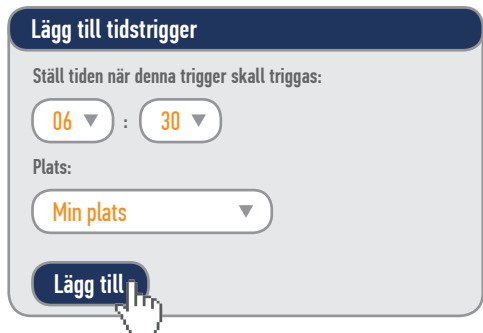 Lägg till tidstrigger
Ställ tiden när denna trigger skall triggas:
06 : 30
Plats:
Min plats
Lägg till